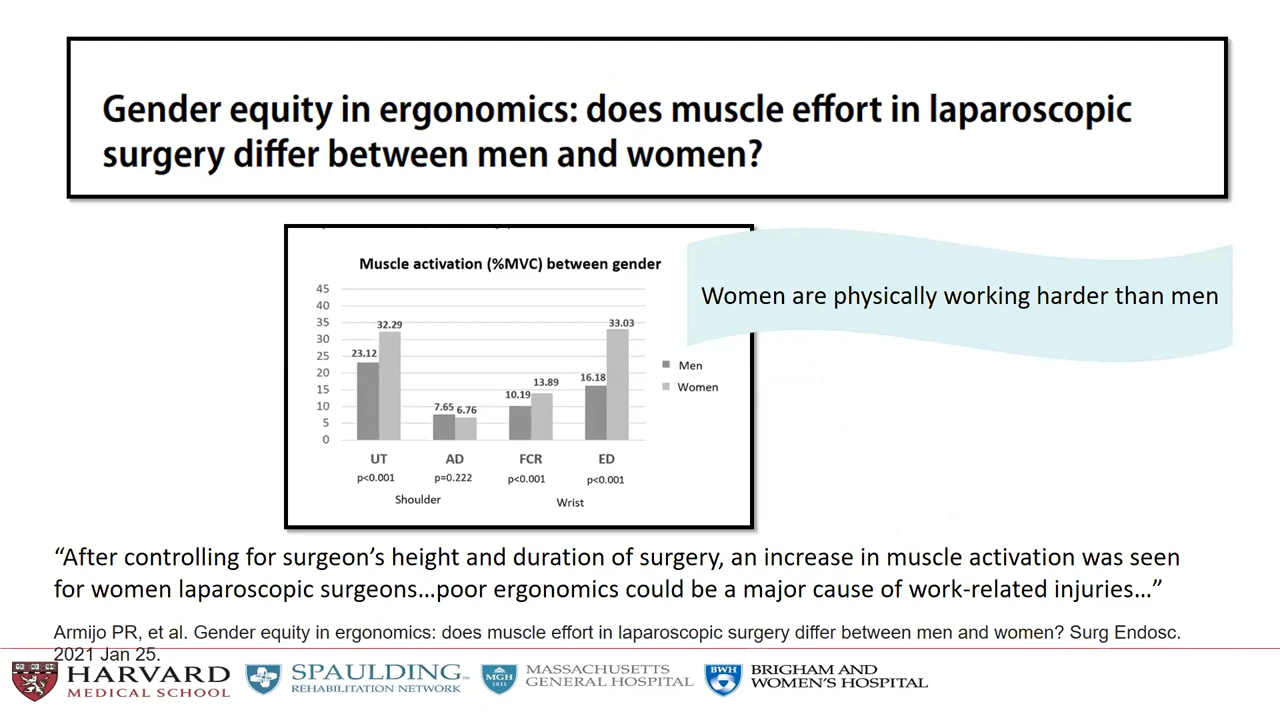 Gender equity in ergonomics: does muscle effort in laparoscopic
surgery differ between men and women?
Muscle activation (%MVC) between gender
Women are physically working harder than men
45
40
35
30
25
20
15
10
5
0
23.12
32.29
7.65
6.76
10.19
13.89
16.18
33.03
Men
Women
UT
AD
FCR
ED
p<0.001
p=0.222
p<0.001
p<0.001
Shoulder
Wrist
“After controlling for surgeon’s height and duration of surgery, an increase in muscle activation was seen
for women laparoscopic surgeons…poor ergonomics could be a major cause of work-related injuries…”
Armijo PR, et al. Gender equity in ergonomics: does muscle effort in laparoscopic surgery differ between men and women? Surg Endosc.
2021 Jan 25.
HARVARD
MEDICAL SCHOOL
SPAULDING
REHABILITATION NETWORK
MGH
1811
MASSACHUSETTS
GENERAL HOSPITAL
BWH
BRIGHAM AND
WOMEN'S HOSPITAL